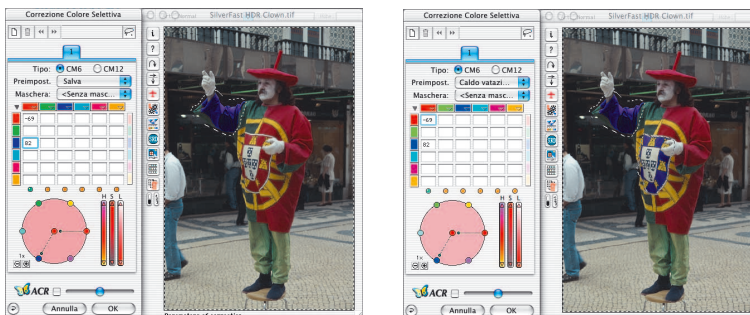 Correzione Colore Selettiva
SilverFast HDR Clown.tif
1
Tipo: CM6 CM12
Preimpost. Salva
Maschera: <Senza masc...
-69
82
H S L
1x
ACR
Annulla OK
Correzione Colore Selettiva
SilverFast HDR Clown.tif
1
Tipo: CM6 CM12
Preimpost. Caldo vatazi...
Maschera: <Senza masc...
-69
82
H S L
1x
ACR
Annulla OK